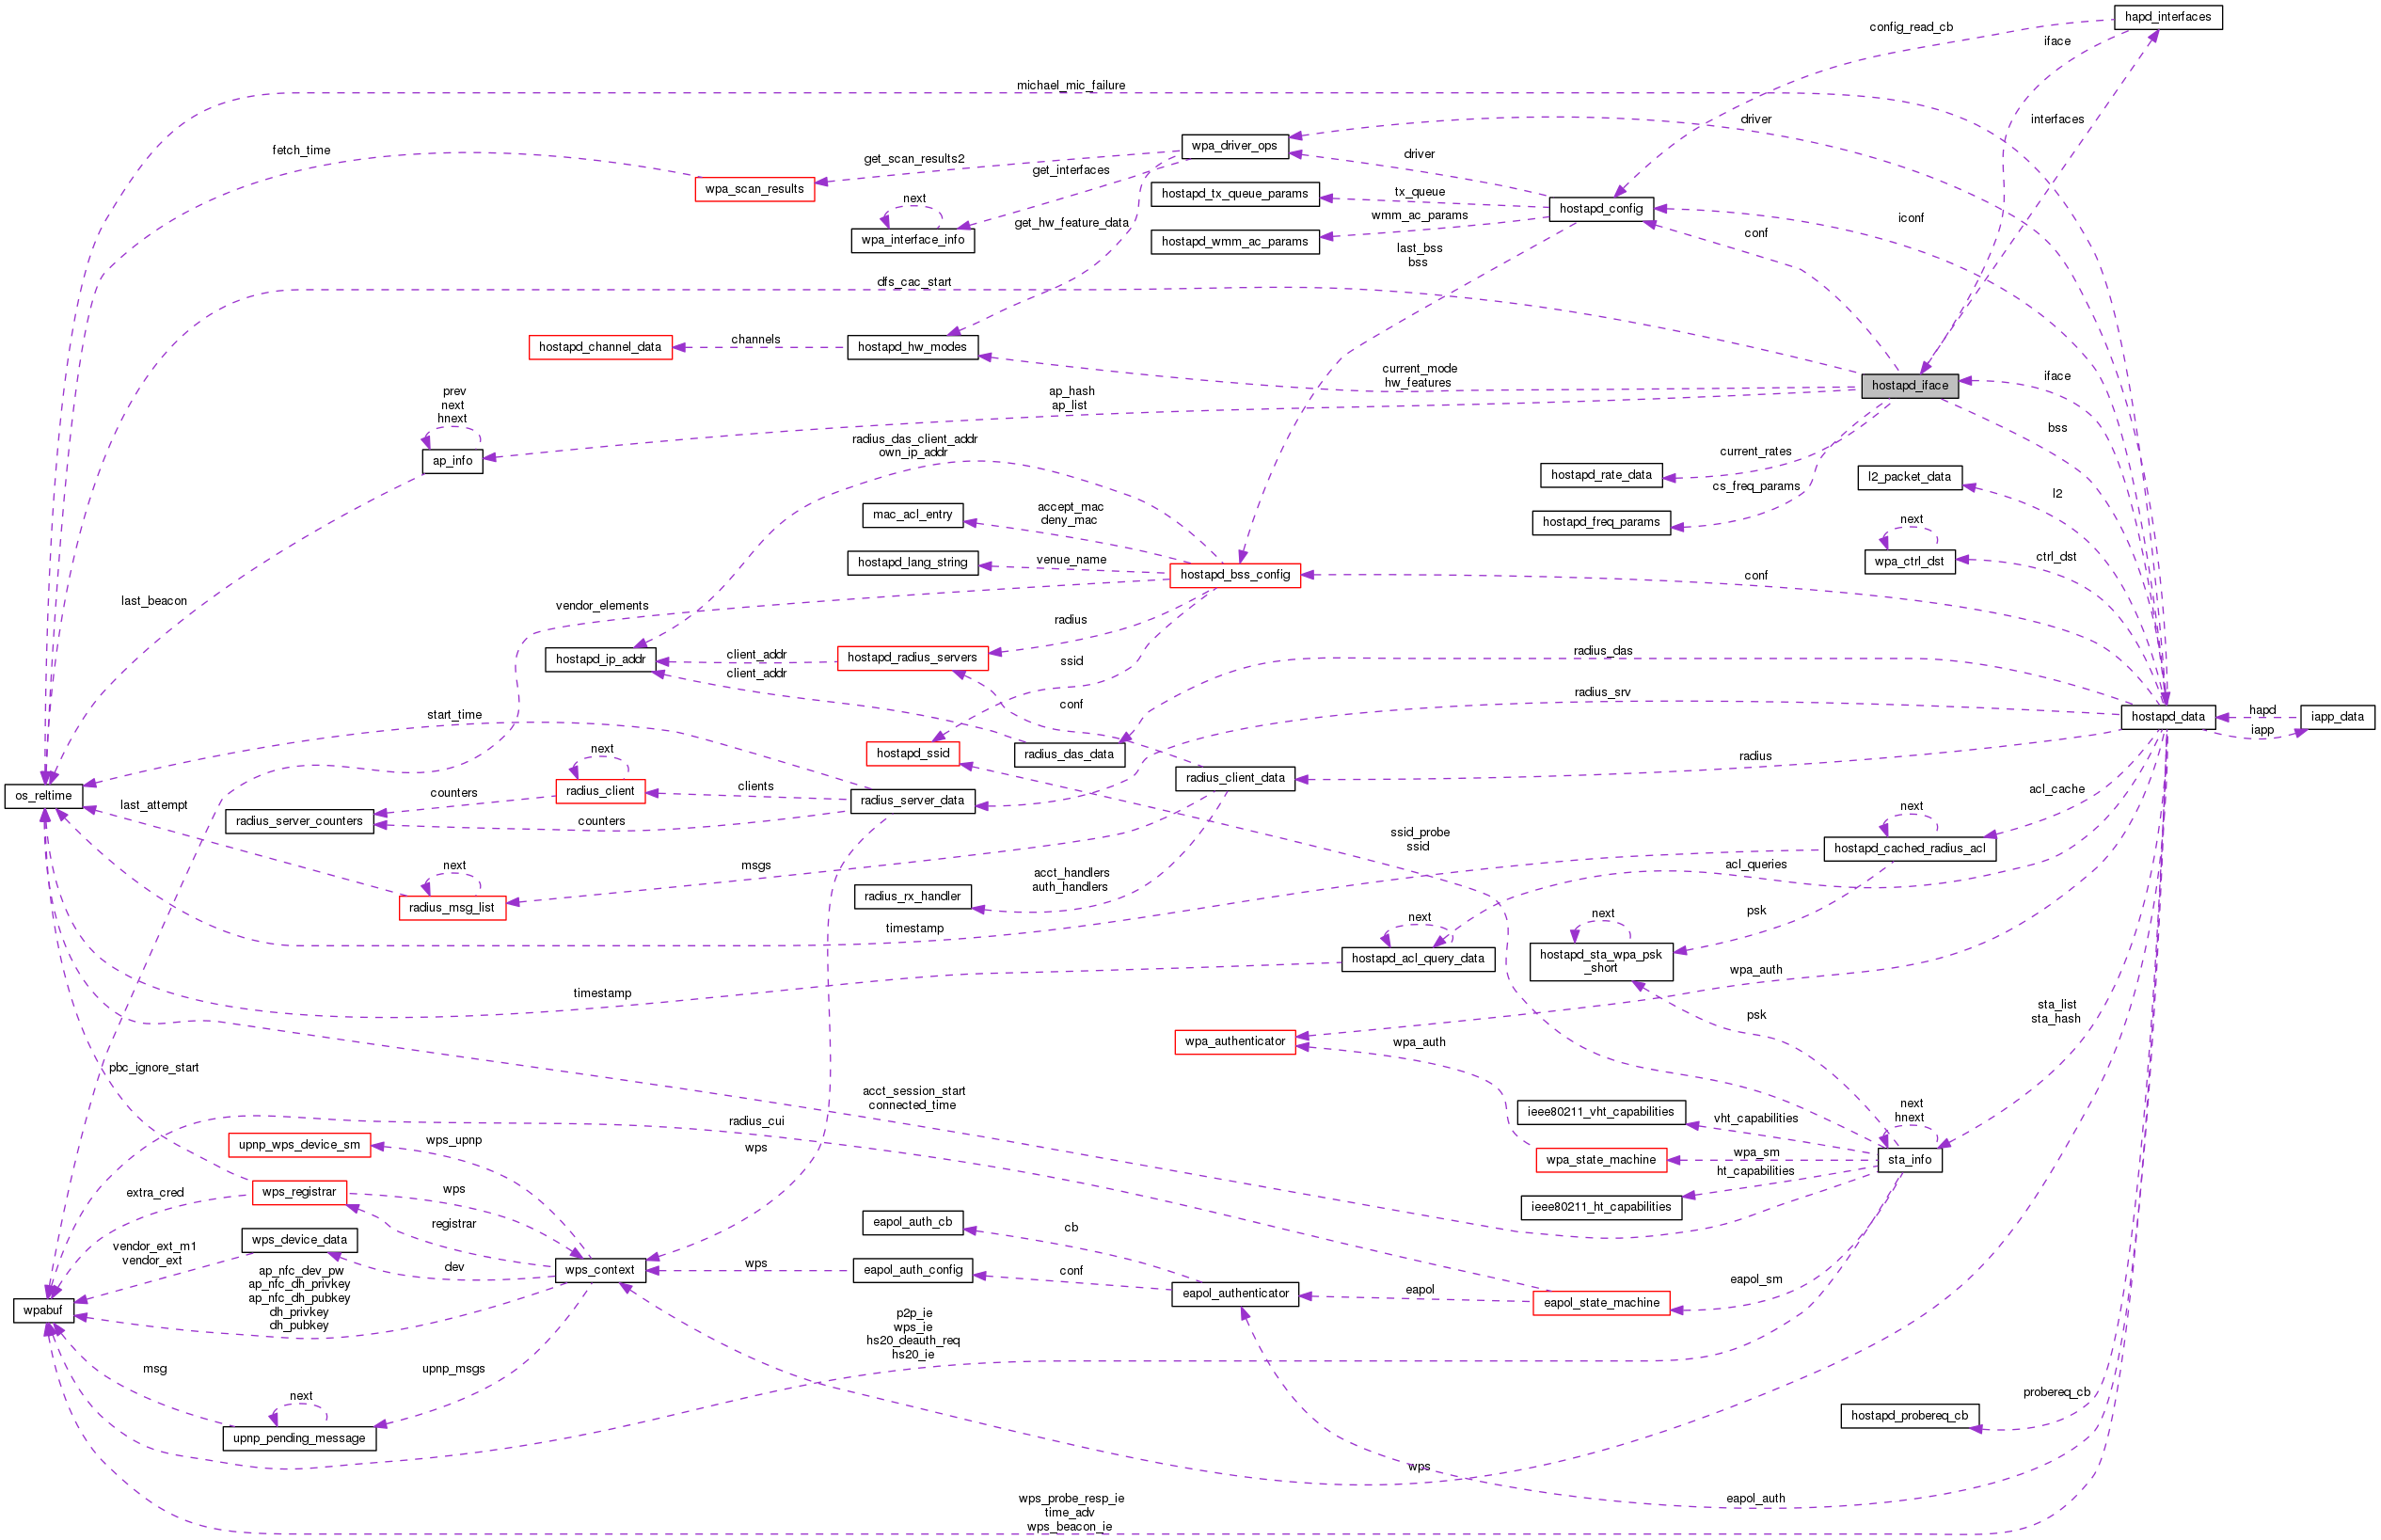 hapd_interfaces
config_read_cb
iface
michael_mic_failure
interfaces
driver
wpa_driver_ops
fetch_time
get_scan_results2
driver
get_interfaces
wpa_scan_results
hostapd_tx_queue_params
tx_queue
next
hostapd_config
wmm_ac_params
iconf
get_hw_feature_data
conf
wpa_interface_info
hostapd_wmm_ac_params
last_bss
bss
dfs_cac_start
channels
hostapd_channel_data
hostapd_hw_modes
current_mode
hw_features
iface
hostapd_iface
prev
next
hnext
ap_hash
ap_list
bss
radius_das_client_addr
own_ip_addr
current_rates
ap_info
hostapd_rate_data
l2_packet_data
cs_freq_params
l2
accept_mac
deny_mac
mac_acl_entry
hostapd_freq_params
next
venue_name
ctrl_dst
hostapd_lang_string
wpa_ctrl_dst
hostapd_bss_config
conf
last_beacon
vendor_elements
radius
radius_das
client_addr
hostapd_ip_addr
hostapd_radius_servers
ssid
client_addr
radius_srv
conf
start_time
hapd
hostapd_data
iapp_data
iapp
next
hostapd_ssid
radius_das_data
radius
radius_client_data
os_reltime
last_attempt
counters
radius_client
clients
radius_server_data
acl_cache
next
radius_server_counters
counters
ssid_probe
ssid
hostapd_cached_radius_acl
next
msgs
acct_handlers
auth_handlers
acl_queries
radius_msg_list
radius_rx_handler
psk
next
next
timestamp
hostapd_acl_query_data
hostapd_sta_wpa_psk
_short
wpa_auth
timestamp
sta_list
sta_hash
psk
wpa_authenticator
wpa_auth
pbc_ignore_start
acct_session_start
connected_time
ieee80211_vht_capabilities
vht_capabilities
next
hnext
radius_cui
wps
upnp_wps_device_sm
wps_upnp
wpa_state_machine
wpa_sm
sta_info
ht_capabilities
extra_cred
wps_registrar
wps
ieee80211_ht_capabilities
registrar
eapol_auth_cb
cb
wps_device_data
vendor_ext_m1
vendor_ext
dev
wps_context
wps
eapol_auth_config
conf
eapol_sm
ap_nfc_dev_pw
ap_nfc_dh_privkey
ap_nfc_dh_pubkey
dh_privkey
dh_pubkey
wpabuf
eapol_authenticator
eapol
eapol_state_machine
p2p_ie
wps_ie
hs20_deauth_req
hs20_ie
msg
upnp_msgs
next
upnp_pending_message
probereq_cb
hostapd_probereq_cb
wps
eapol_auth
wps_probe_resp_ie
time_adv
wps_beacon_ie